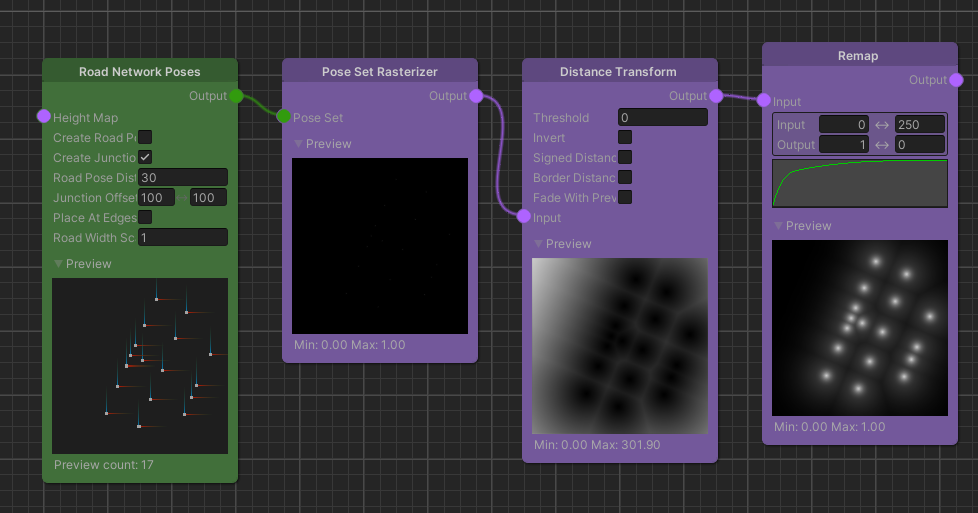 Road Network Poses
Output
Height Map
Create Road P
Create Junctio
Road Pose Dist 30
Junction Offset 100 100
Place At Edges
Road Width Sc 1
Preview
Preview count: 17
Pose Set Rasterizer
Output
Pose Set
Preview
Min: 0.00 Max: 1.00
Distance Transform
Output
Threshold 0
Invert
Signed Distanc
Border Distanc
Fade With Prev
Input
Preview
Min: 0.00 Max: 301.90
Remap
Output
Input
Input 0 ↔ 250
Output 1 ↔ 0
Preview
Min: 0.00 Max: 1.00